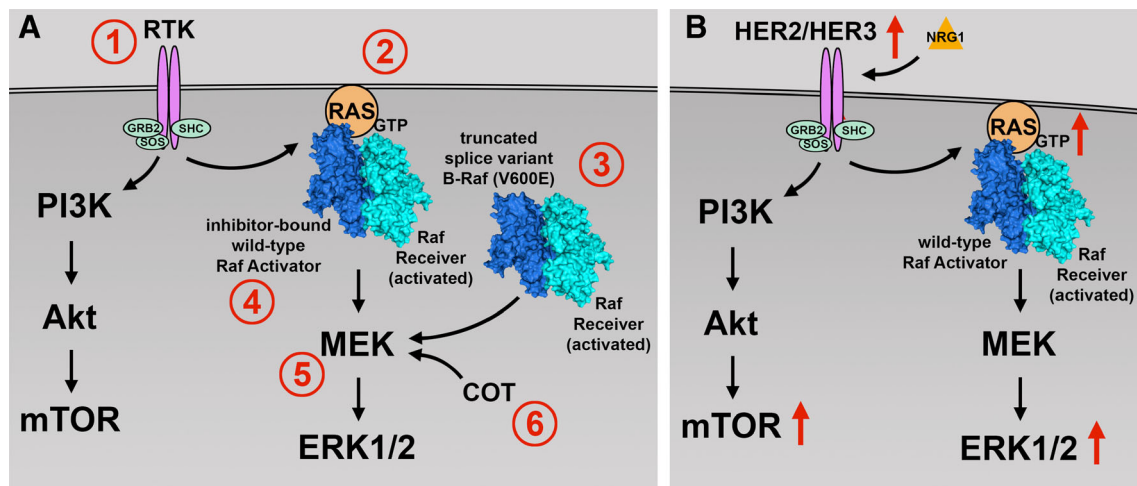 A
1
RTK
2
GRB2
SOS
SHC
RAS
GTP
truncated
splice variant
B-Raf (V600E)
3
PI3K
inhibitor-bound
wild-type
Raf Activator
Raf
Receiver
(activated)
4
Raf
Receiver
(activated)
Akt
MEK
5
COT
6
mTOR
ERK1/2
B
HER2/HER3
NRG1
GRB2
SOS
SHC
RAS
GTP
PI3K
wild-type
Raf Activator
Raf
Receiver
(activated)
Akt
MEK
mTOR
ERK1/2